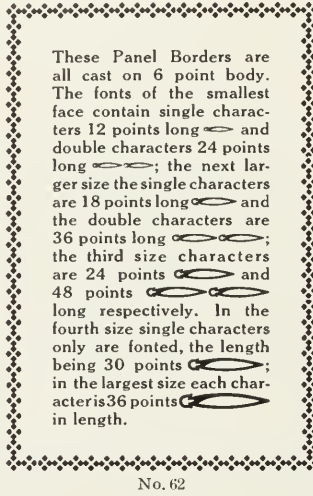 These Panel Borders are
all cast on 6 point body.
The fonts of the smallest
face contain single charac-
ters 12 points long and
double characters 24 points
long ; the next lar-
ger size the single characters
are 18 points long and
the double characters are
36 points long ;
the third size characters
are 24 points and
48 points
long respectively. In the
fourth size single characters
only are fonted, the length
being 30 points ;
in the largest size each char-
acter is 36 points
in length.
No. 62